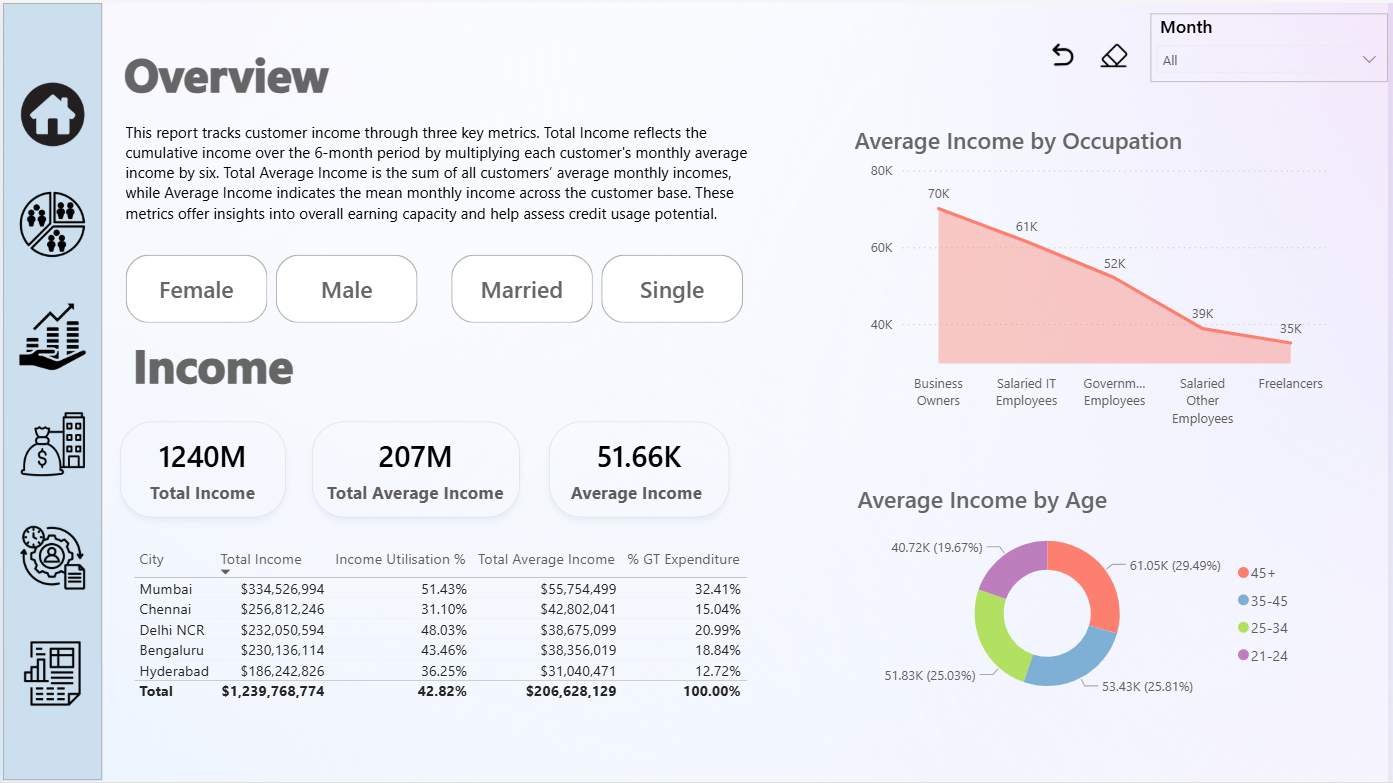 Overview
This report tracks customer income through three key metrics. Total Income reflects the
cumulative income over the 6-month period by multiplying each customer's monthly average
income by six. Total Average Income is the sum of all customers’ average monthly incomes,
while Average Income indicates the mean monthly income across the customer base. These
metrics offer insights into overall earning capacity and help assess credit usage potential.
Female Male Married Single
Income
1240M 207M 51.66K
Total Income Total Average Income Average Income
City Total Income Income Utilisation % Total Average Income % GT Expenditure
Mumbai $334,526,994 51.43% $55,754,499 32.41%
Chennai $256,812,246 31.10% $42,802,041 15.04%
Delhi NCR $232,050,594 48.03% $38,675,099 20.99%
Bengaluru $230,136,114 43.46% $38,356,019 18.84%
Hyderabad $186,242,826 36.25% $31,040,471 12.72%
Total $1,239,768,774 42.82% $206,628,129 100.00%
Month
All
Average Income by Occupation
80K
60K
40K
70K
61K
52K
39K
35K
Business
Owners
Salaried IT
Employees
Governm...
Employees
Salaried
Other
Employees
Freelancers
Average Income by Age
40.72K (19.67%)
61.05K (29.49%)
51.83K (25.03%)
53.43K (25.81%)
45+
35-45
25-34
21-24
$